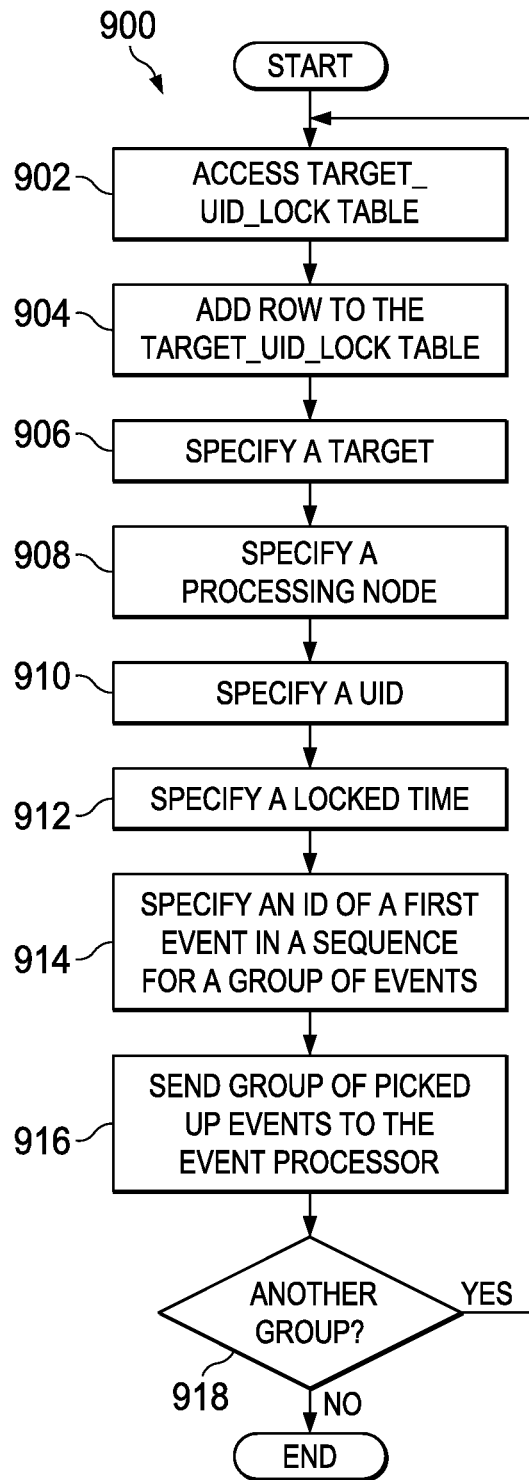 900
START
902
ACCESS TARGET_
UID_LOCK TABLE
904
ADD ROW TO THE
TARGET_UID_LOCK TABLE
906
SPECIFY A TARGET
908
SPECIFY A
PROCESSING NODE
910
SPECIFY A UID
912
SPECIFY A LOCKED TIME
914
SPECIFY AN ID OF A FIRST
EVENT IN A SEQUENCE
FOR A GROUP OF EVENTS
916
SEND GROUP OF PICKED
UP EVENTS TO THE
EVENT PROCESSOR
ANOTHER
GROUP?
YES
918
NO
END